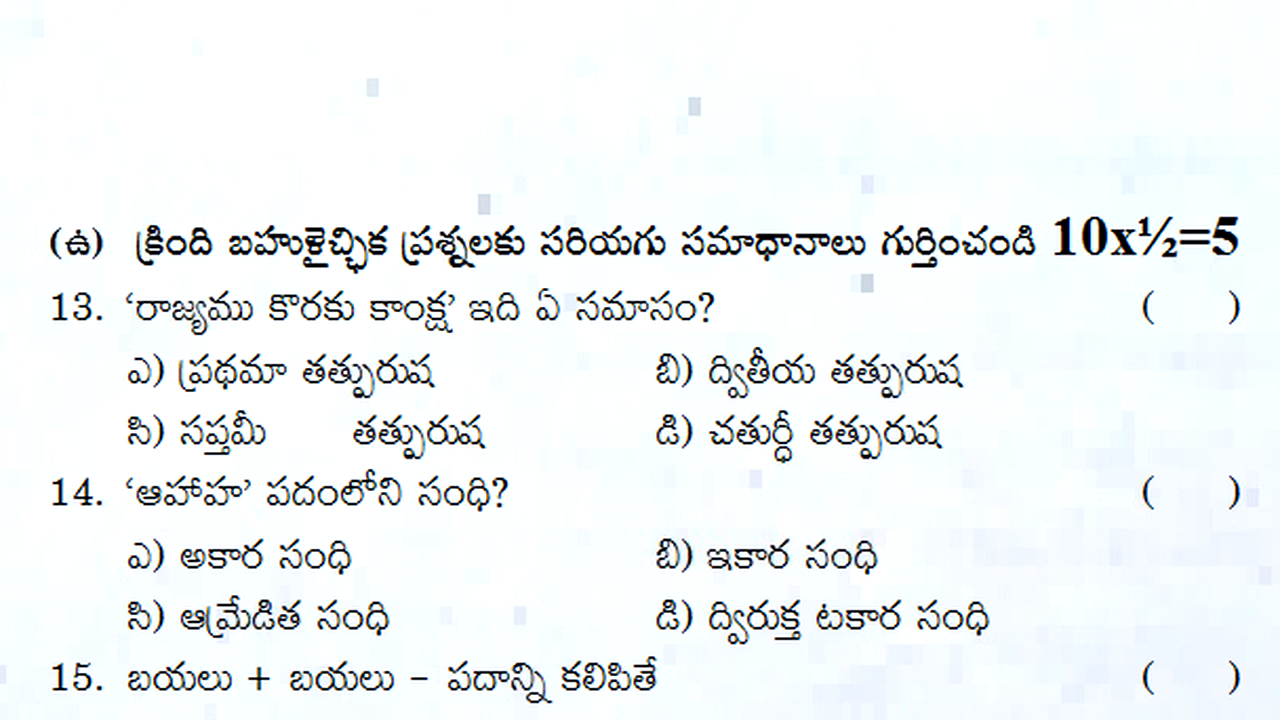 (ఉ) క్రింది బహుళైచ్ఛిక ప్రశ్నలకు సరియగు సమాధానాలు గుర్తించండి 10x½=5
13. ‘రాజ్యము కొరకు కాంక్ష’ ఇది ఏ సమాసం? ( )
ఎ) ప్రథమా తత్పురుష బి) ద్వితీయ తత్పురుష
సి) సప్తమీ తత్పురుష డి) చతుర్ధీ తత్పురుష
14. ‘ఆహాహ’ పదంలోని సంధి? ( )
ఎ) అకార సంధి బి) ఇకార సంధి
సి) ఆమ్రేడిత సంధి డి) ద్విరుక్త టకార సంధి
15. బయలు + బయలు – పదాన్ని కలిపితే ( )